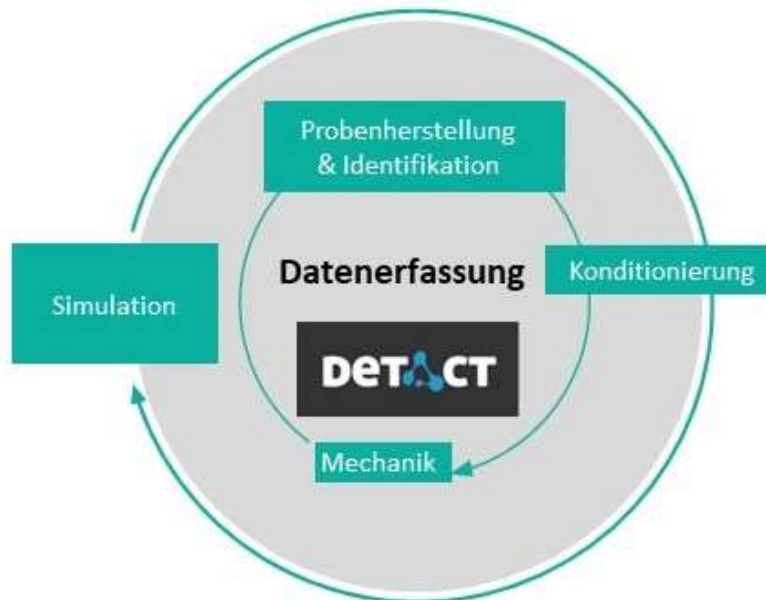 Probenherstellung
& Identifikation
Datenerfassung
Konditionierung
Simulation
DETACT
Mechanik